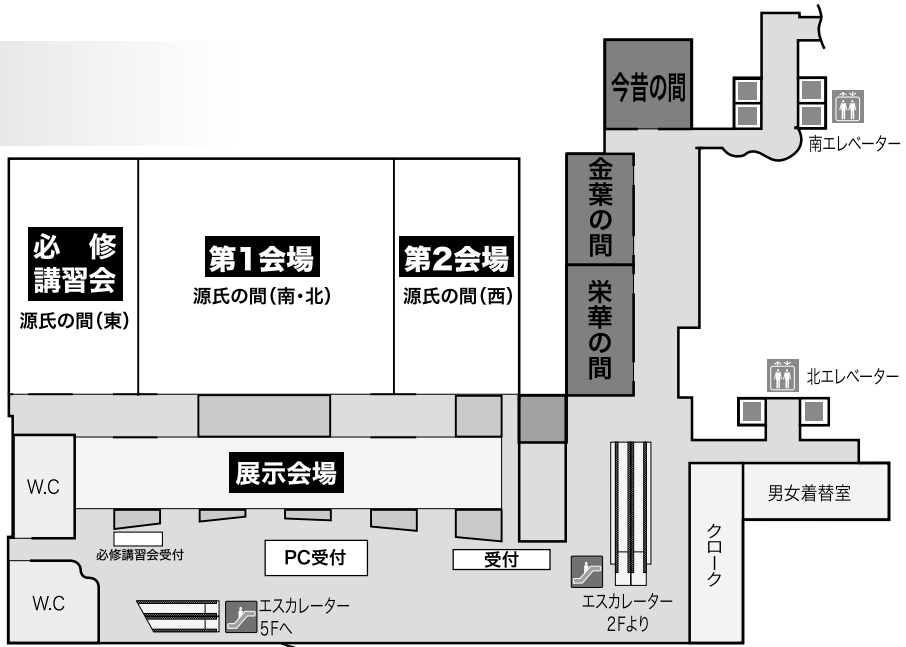 今昔の間
南エレベーター
金葉の間
必　修
講習会
源氏の間(東)
第1会場
源氏の間(南・北)
第2会場
源氏の間(西)
栄華の間
北エレベーター
展示会場
W.C
男女着替室
必修講習会受付
PC受付
受付
クローク
W.C
エスカレーター
5Fへ
エスカレーター
2Fより